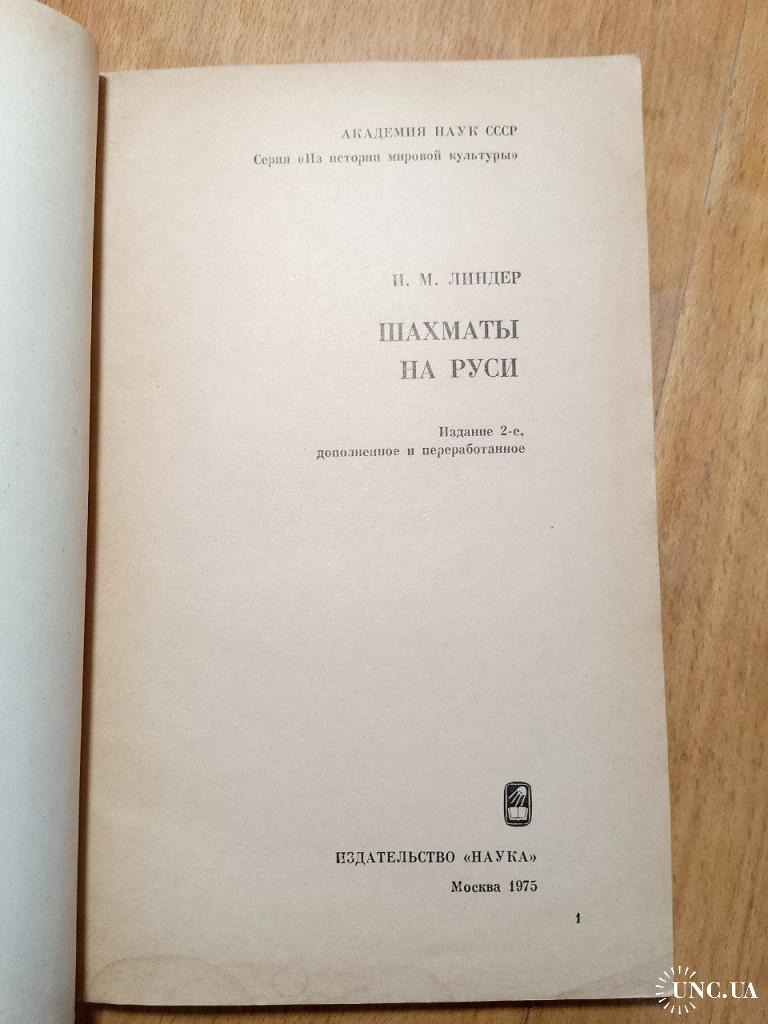 АКАДЕМИЯ НАУК СССР
Серия «Из истории мировой культуры»
И. М. ЛИНДЕР
ШАХМАТЫ
НА РУСИ
Издание 2-е,
дополненное и переработанное
ИЗДАТЕЛЬСТВО «НАУКА»
Москва 1975
1
UNC.UA